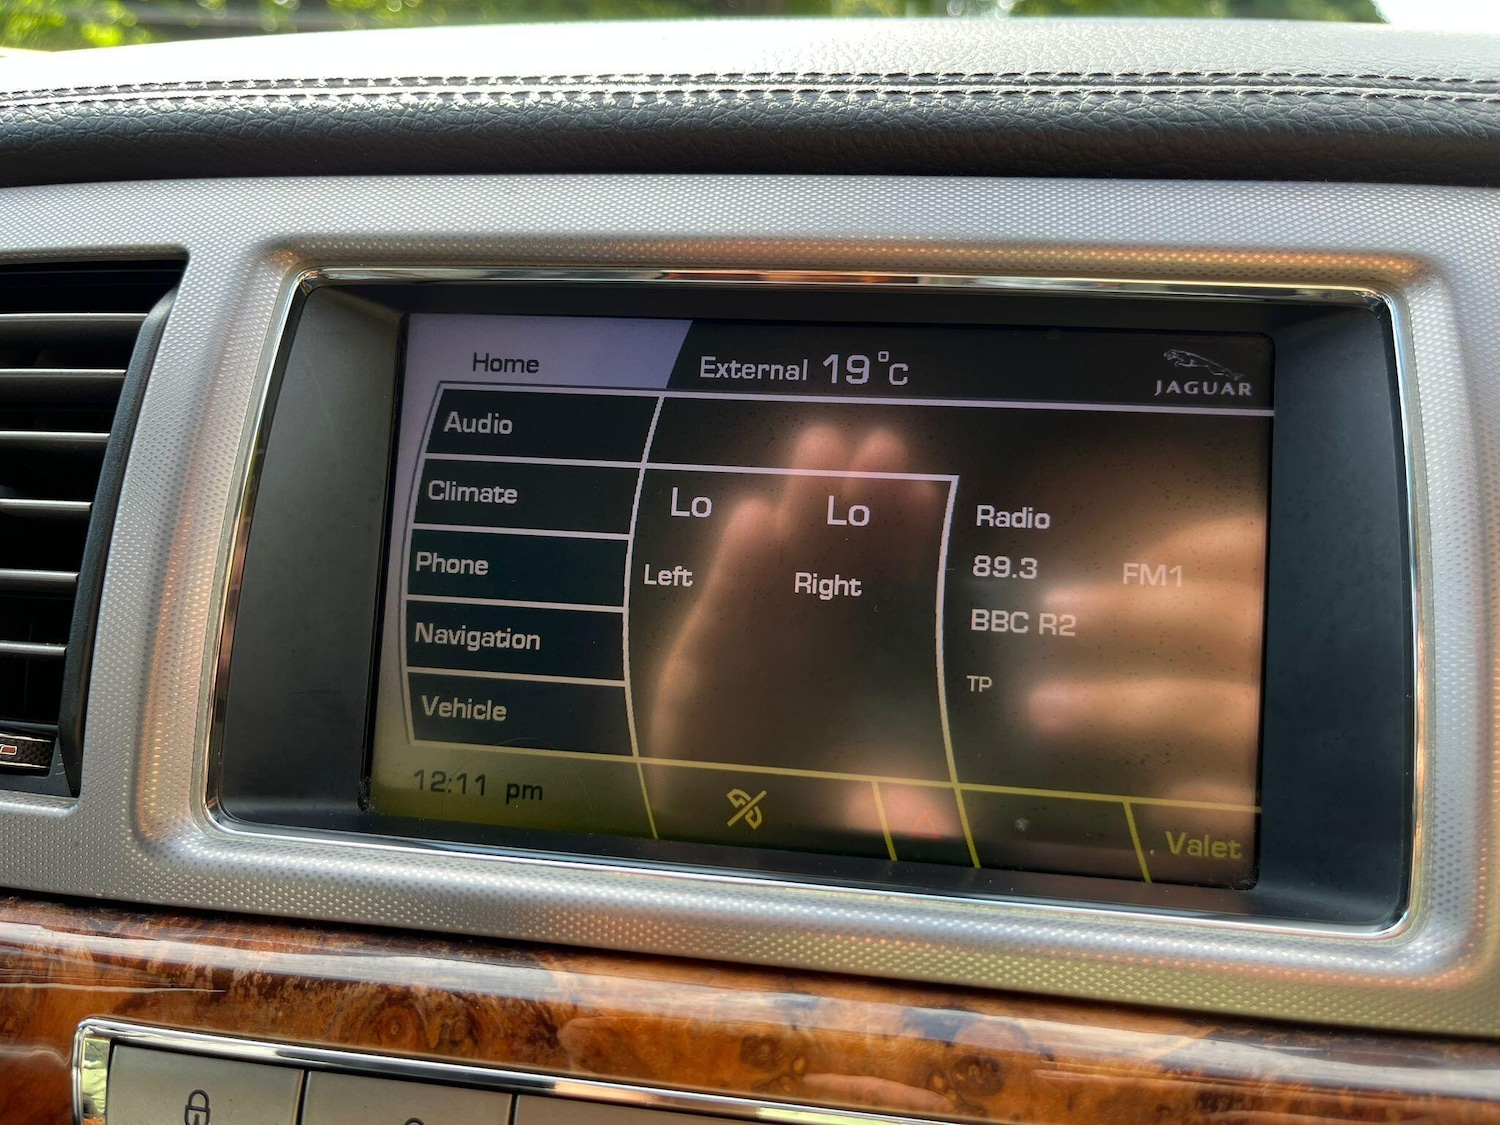 Home
External 19°C
JAGUAR
Audio
Climate
Phone
Navigation
Vehicle
Lo Lo
Left Right
Radio
89.3 FM1
BBC R2
TP
12:11 pm
Valet